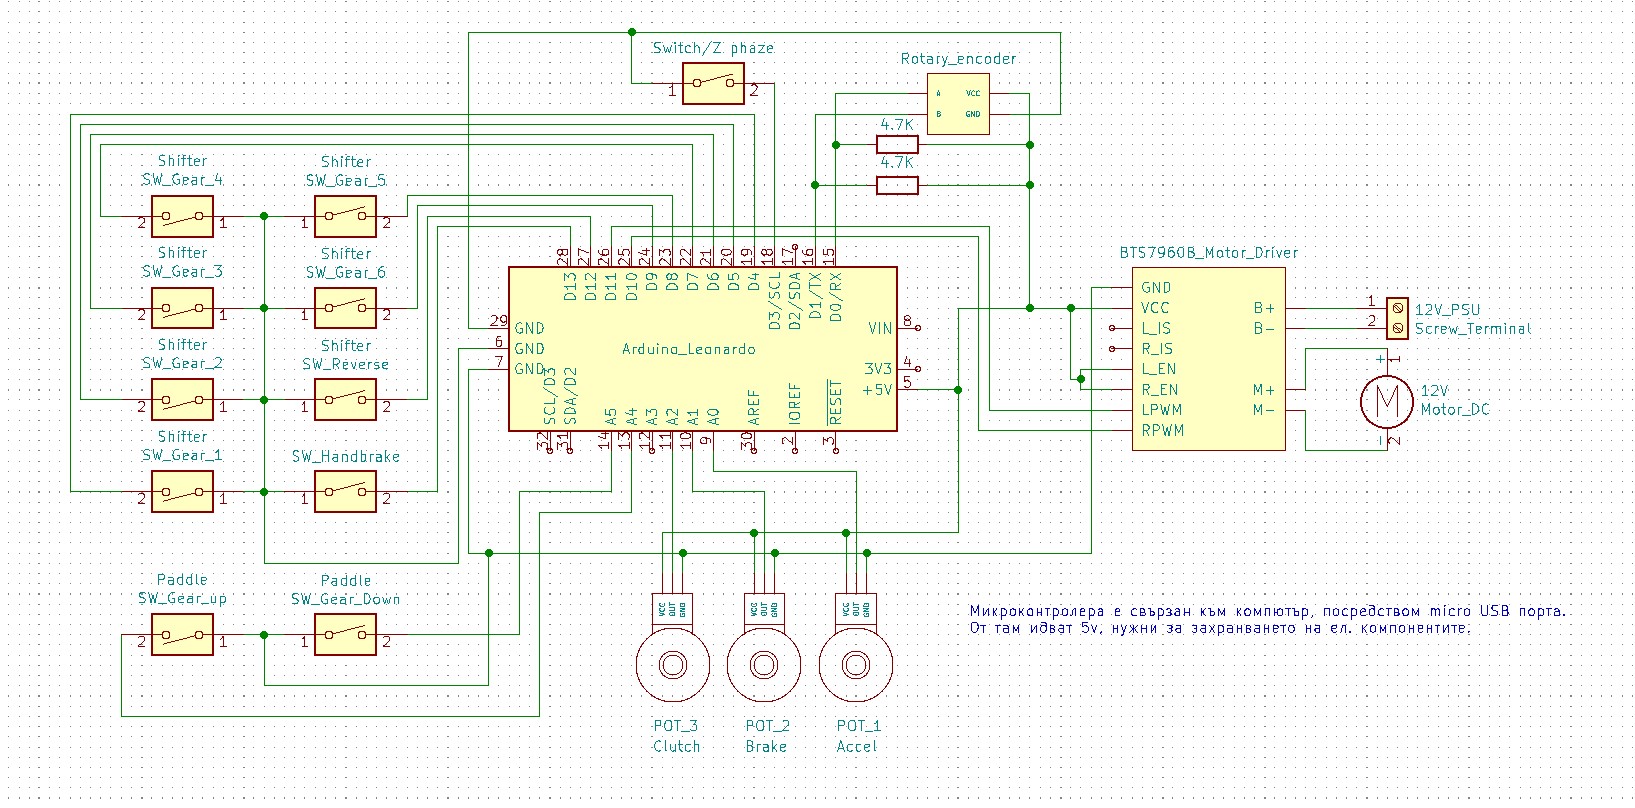 Switch/Z phaze
1
2
Rotary_encoder
A
VCC
B
GND
4.7K
4.7K
Shifter
SW_Gear_4
2
1
Shifter
SW_Gear_5
1
2
Shifter
SW_Gear_3
2
1
Shifter
SW_Gear_6
1
2
Shifter
SW_Gear_2
2
1
Shifter
SW_Reverse
1
2
Shifter
SW_Gear_1
2
1
SW_Handbrake
1
2
Paddle
SW_Gear_up
2
1
Paddle
SW_Gear_Down
1
2
28
27
26
25
24
23
22
21
20
19
18
17
16
15
D13
D12
D11
D10
D9
D8
D7
D6
D5
D4
D3/SCL
D2/SDA
D1/TX
D0/RX
29
GND
6
GND
7
GND
Arduino_Leonardo
VIN
8
3V3
4
+5V
5
SCL/D3
SDA/D2
A5
A4
A3
A2
A1
A0
AREF
IOREF
RESET
32
31
14
13
12
11
10
9
30
2
3
BTS7960B_Motor_Driver
GND
VCC
L_IS
R_IS
L_EN
R_EN
LPWM
RPWM
B+
B-
M+
M-
1
2
12V_PSU
Screw_Terminal
+
1
M
12V
Motor_DC
-
2
VCC
OUT
GND
VCC
OUT
GND
VCC
OUT
GND
POT_3
Clutch
POT_2
Brake
POT_1
Accel
Микроконтролера е свързан към компютър, посредством micro USB порта.
От там идват 5v, нужни за захранването на ел. компонентите.